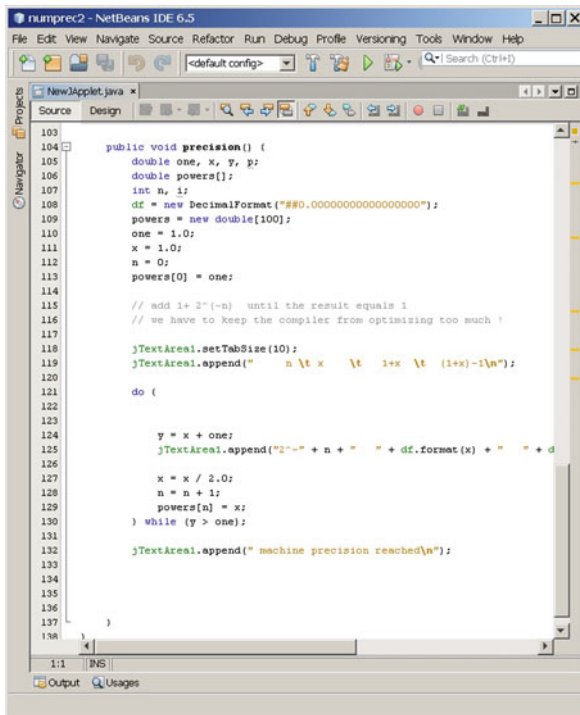 numprec2 - NetBeans IDE 6.5
File Edit View Navigate Source Refactor Run Debug Profile Versioning Tools Window Help
<default config>
Search (Ctrl+I)
Projects
Navigator
NewJApplet.java
Source Design
103
104 public void precision() {
105 double one, x, y, p;
106 double powers[];
107 int n, i;
108 df = new DecimalFormat("##0.00000000000000000");
109 powers = new double[100];
110 one = 1.0;
111 x = 1.0;
112 n = 0;
113 powers[0] = one;
114
115 // add 1+ 2^(-n) until the result equals 1
116 // we have to keep the compiler from optimizing too much !
117
118 jTextArea1.setTabSize(10);
119 jTextArea1.append(" n \t x \t 1+x \t (1+x)-1\n");
120
121 do {
122
123
124 y = x + one;
125 jTextArea1.append("2^-" + n + " " + df.format(x) + " " + d
126
127 x = x / 2.0;
128 n = n + 1;
129 powers[n] = x;
130 } while (y > one);
131
132 jTextArea1.append(" machine precision reached\n");
133
134
135
136
137 }
138 }
1:1 INS
Output Usages